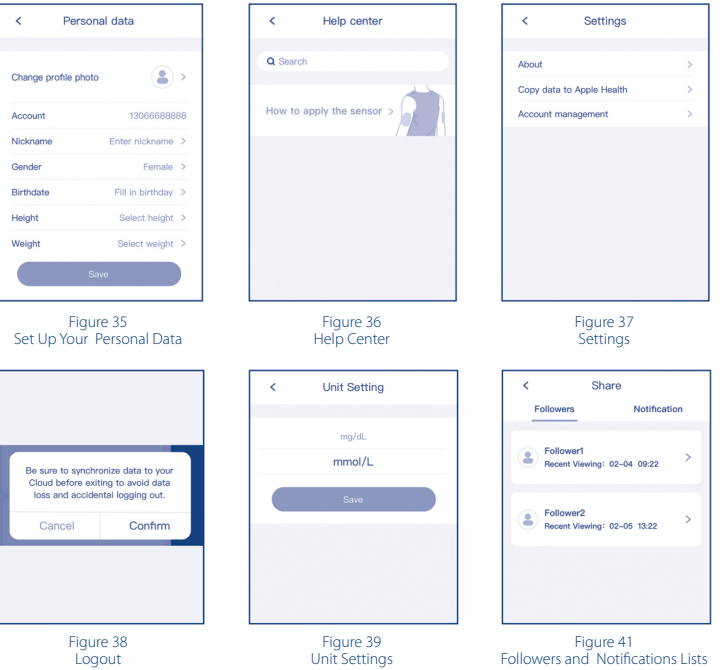 < Personal data
Change profile photo >
Account 13066688888
Nickname Enter nickname >
Gender Female >
Birthdate Fill in birthday >
Height Select height >
Weight Select weight >
Save
Figure 35
Set Up Your Personal Data
< Help center
Search
How to apply the sensor >
Figure 36
Help Center
< Settings
About >
Copy data to Apple Health >
Account management >
Figure 37
Settings
Be sure to synchronize data to your
Cloud before exiting to avoid data
loss and accidental logging out.
Cancel Confirm
Figure 38
Logout
< Unit Setting
mg/dL
mmol/L
Save
Figure 39
Unit Settings
< Share
Followers Notification
Follower1
Recent Viewing: 02-04 09:22 >
Follower2
Recent Viewing: 02-05 13:22 >
Figure 41
Followers and Notifications Lists